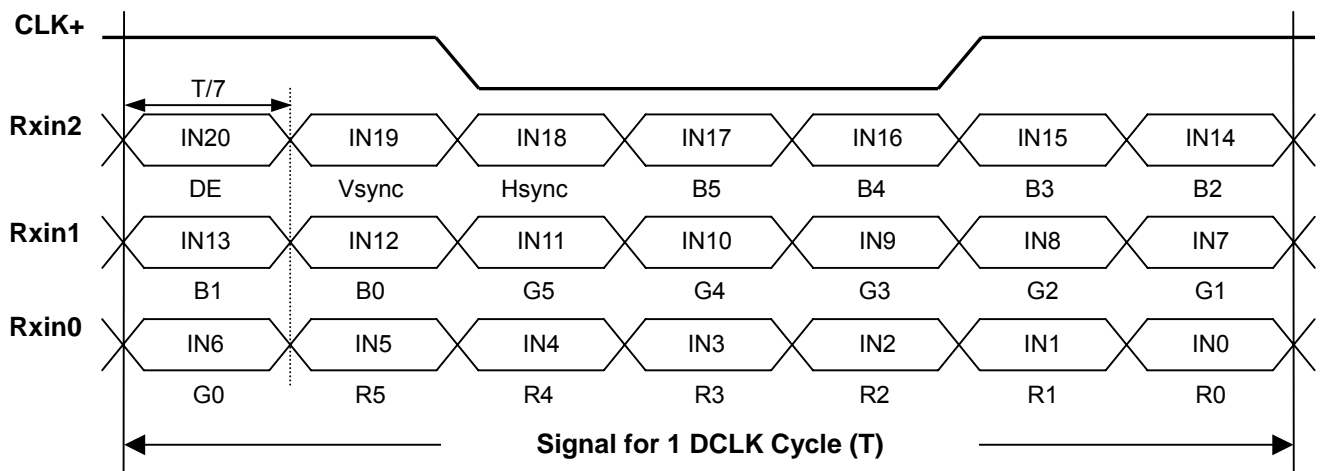 CLK+
T/7
Rxin2 IN20 IN19 IN18 IN17 IN16 IN15 IN14
DE Vsync Hsync B5 B4 B3 B2
Rxin1 IN13 IN12 IN11 IN10 IN9 IN8 IN7
B1 B0 G5 G4 G3 G2 G1
Rxin0 IN6 IN5 IN4 IN3 IN2 IN1 IN0
G0 R5 R4 R3 R2 R1 R0
Signal for 1 DCLK Cycle (T)